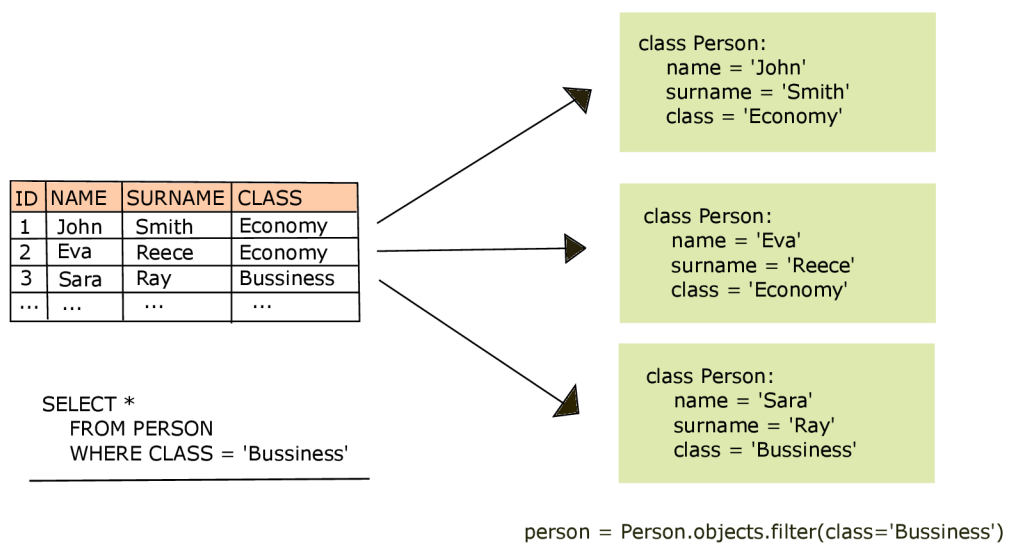 ID NAME SURNAME CLASS
1 John Smith Economy
2 Eva Reece Economy
3 Sara Ray Bussiness
... ... ... ...
SELECT *
FROM PERSON
WHERE CLASS = 'Bussiness'
class Person:
name = 'John'
surname = 'Smith'
class = 'Economy'
class Person:
name = 'Eva'
surname = 'Reece'
class = 'Economy'
class Person:
name = 'Sara'
surname = 'Ray'
class = 'Bussiness'
person = Person.objects.filter(class='Bussiness')